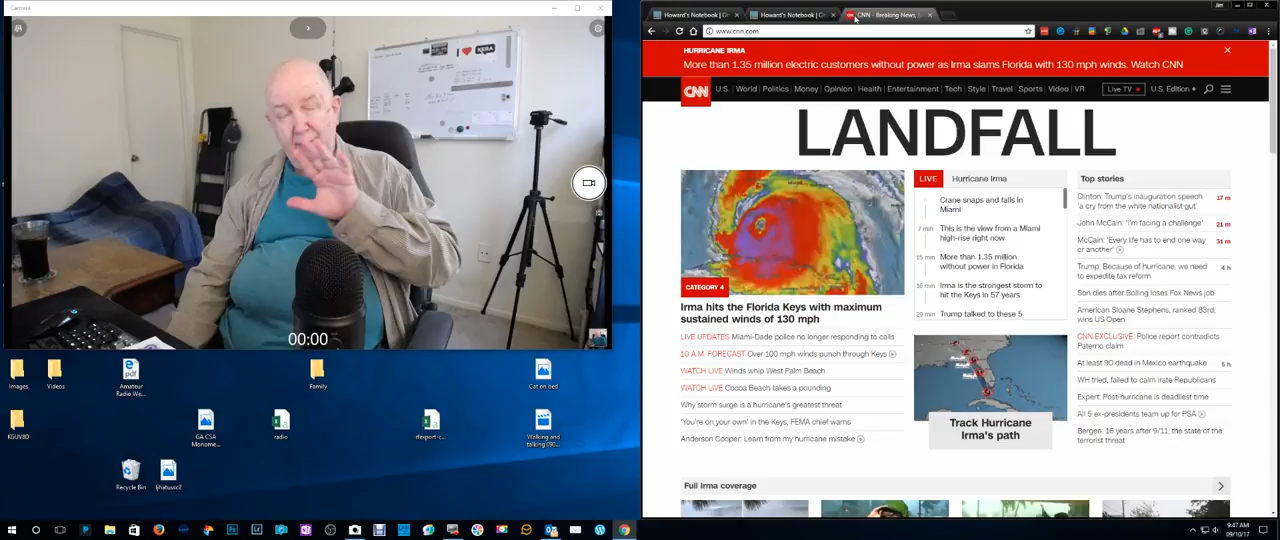 Camera
I ♥ KERA
00:00
Images
Videos
Amateur
Radio Wa...
Family
Cat on bed
KGUV8D
GA CSA
Monome...
radio
rfexport-c...
Walking and
talking (90...
Recycle Bin
ljhatussc2
Jim
Howard's Notebook | O
Howard's Notebook | O
CNN - Breaking News,
www.cnn.com
HURRICANE IRMA
More than 1.35 million electric customers without power as Irma slams Florida with 130 mph winds. Watch CNN
CNN
U.S. World Politics Money Opinion Health Entertainment Tech Style Travel Sports Video VR
Live TV
U.S. Edition +
LANDFALL
CATEGORY 4
Irma hits the Florida Keys with maximum
sustained winds of 130 mph
LIVE UPDATES Miami-Dade police no longer responding to calls
10 A.M. FORECAST Over 100 mph winds punch through Keys
WATCH LIVE Winds whip West Palm Beach
WATCH LIVE Cocoa Beach takes a pounding
Why storm surge is a hurricane's greatest threat
'You're on your own' in the Keys, FEMA chief warns
Anderson Cooper: Learn from my hurricane mistake
LIVE
Hurricane Irma
Crane snaps and falls in
Miami
7 min
This is the view from a Miami
high-rise right now
15 min
More than 1.35 million
without power in Florida
16 min
Irma is the strongest storm to
hit the Keys in 57 years
29 min
Trump talked to these 5
Track Hurricane
Irma's path
Top stories
Clinton: Trump's inauguration speech
'a cry from the white nationalist gut'
17 m
John McCain: 'I'm facing a challenge'
21 m
McCain: 'Every life has to end one way
or another'
31 m
Trump: Because of hurricane, we need
to expedite tax reform
4 h
Son dies after Bolling loses Fox News job
American Sloane Stephens, ranked 83rd,
wins US Open
CNN EXCLUSIVE: Police report contradicts
Paterno claim
At least 90 dead in Mexico earthquake
5 h
WH tried, failed to calm irate Republicans
Expert: Post-hurricane is deadliest time
All 5 ex-presidents team up for PSA
Bergen: 16 years after 9/11, the state of the
terrorist threat
Full Irma coverage
9:47 AM
09/10/17